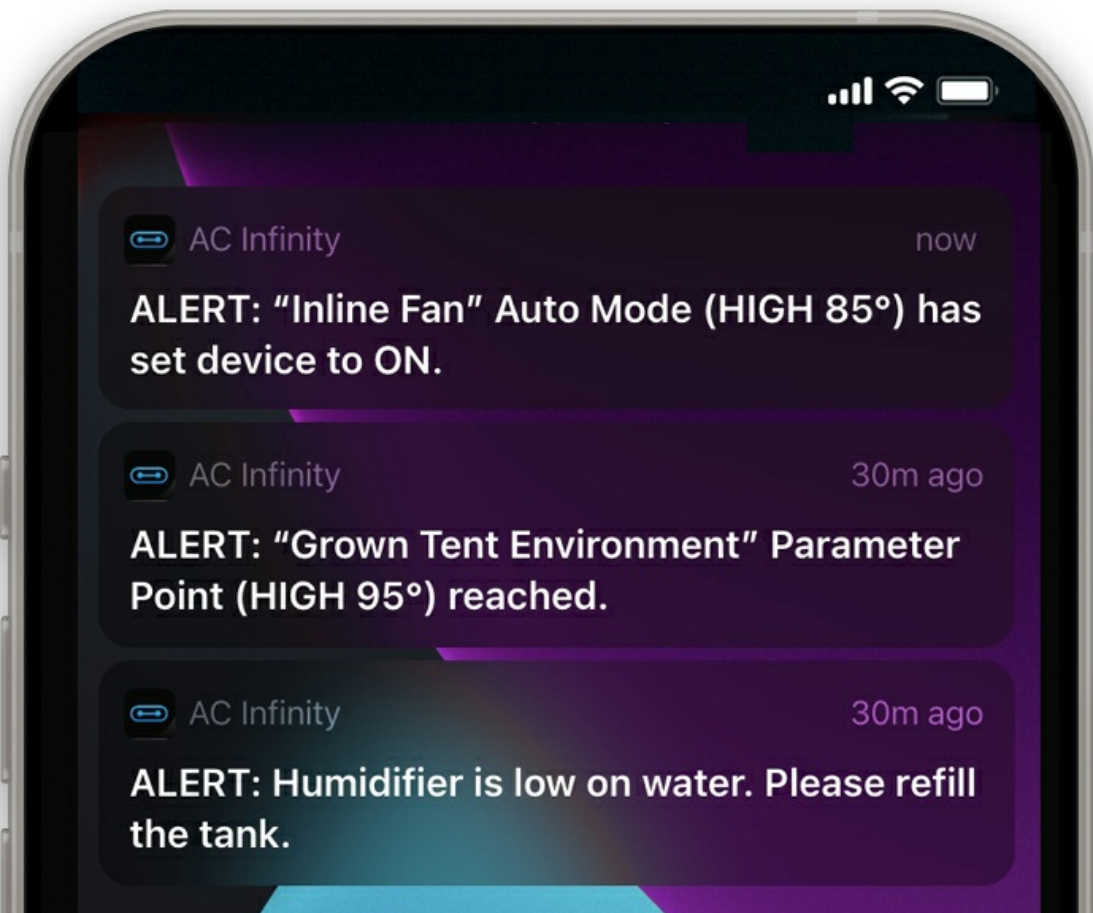 AC Infinity
now
ALERT: “Inline Fan” Auto Mode (HIGH 85°) has
set device to ON.
AC Infinity
30m ago
ALERT: “Grown Tent Environment” Parameter
Point (HIGH 95°) reached.
AC Infinity
30m ago
ALERT: Humidifier is low on water. Please refill
the tank.